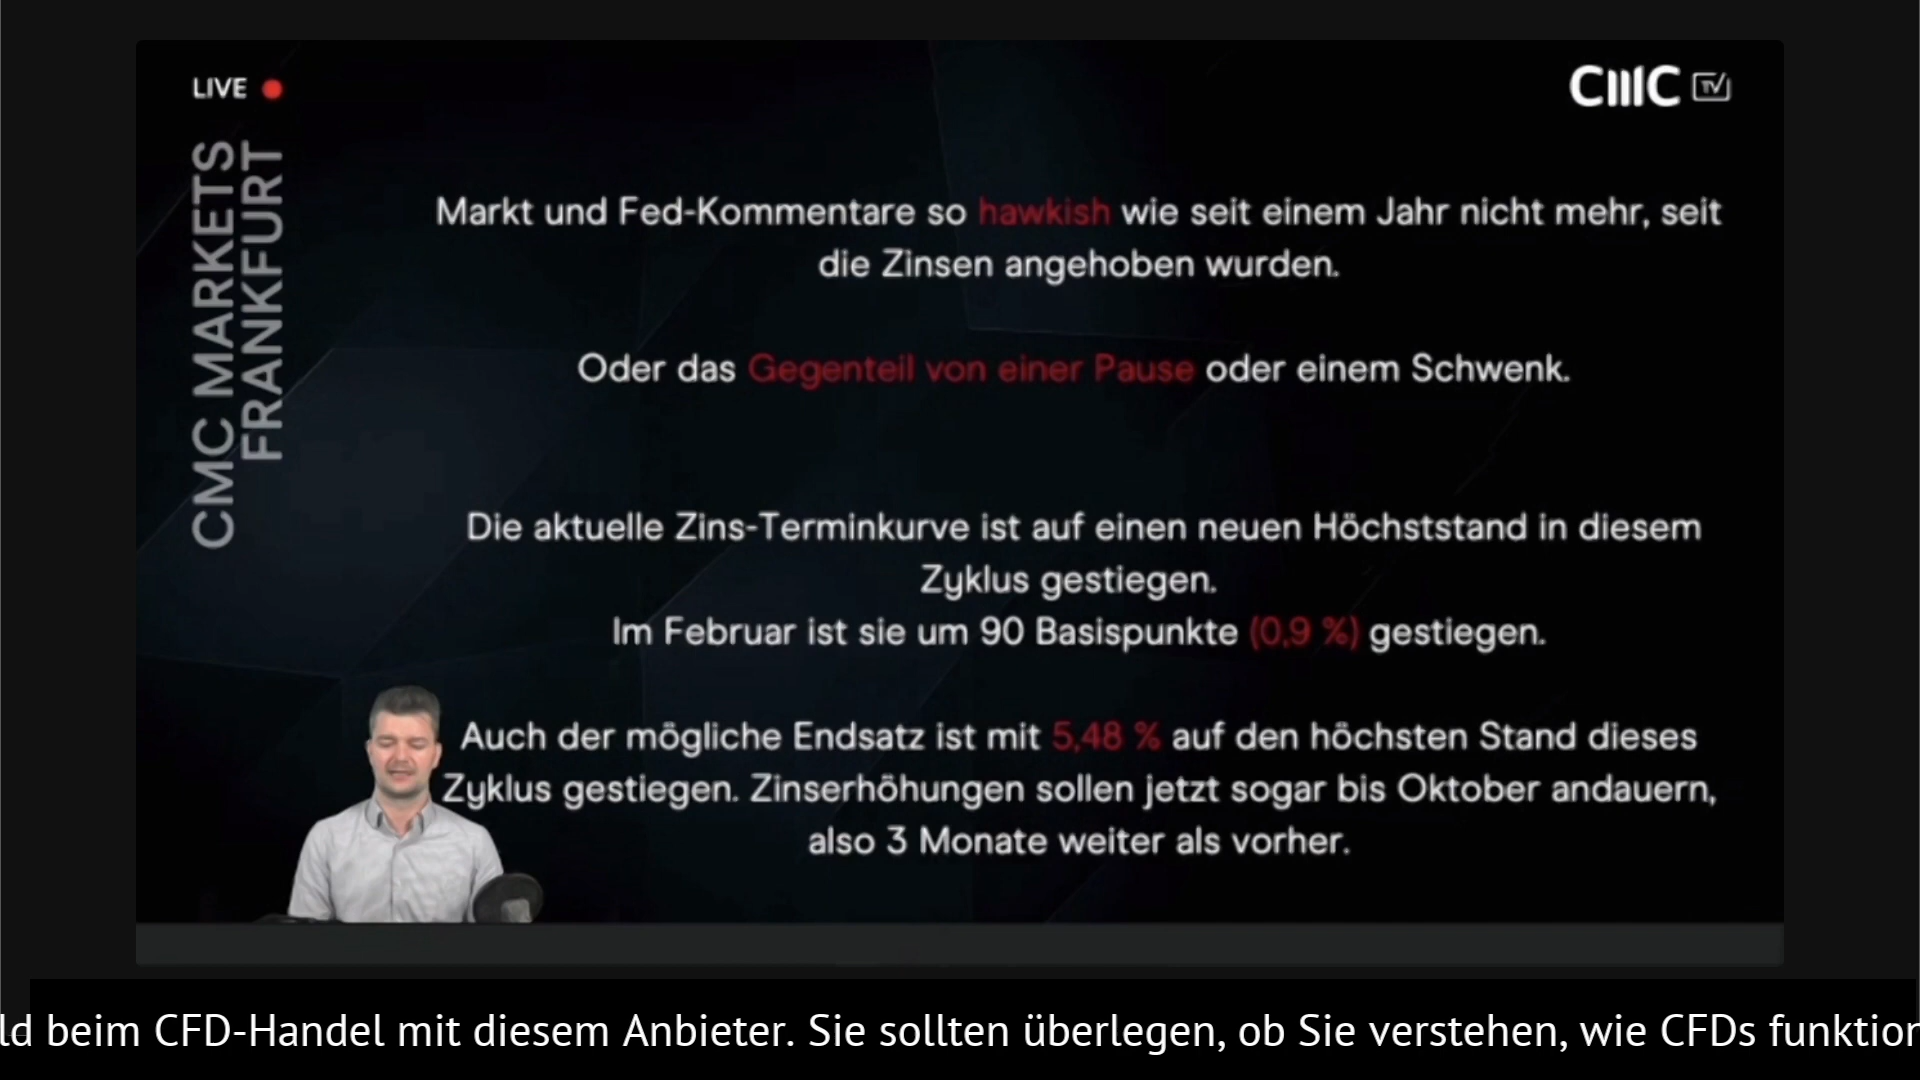 LIVE
CMC TV
CMC MARKETS
FRANKFURT
Markt und Fed-Kommentare so hawkish wie seit einem Jahr nicht mehr, seit
die Zinsen angehoben wurden.
Oder das Gegenteil von einer Pause oder einem Schwenk.
Die aktuelle Zins-Terminkurve ist auf einen neuen Höchststand in diesem
Zyklus gestiegen.
Im Februar ist sie um 90 Basispunkte (0,9 %) gestiegen.
Auch der mögliche Endsatz ist mit 5,48 % auf den höchsten Stand dieses
Zyklus gestiegen. Zinserhöhungen sollen jetzt sogar bis Oktober andauern,
also 3 Monate weiter als vorher.
ld beim CFD-Handel mit diesem Anbieter. Sie sollten überlegen, ob Sie verstehen, wie CFDs funktion